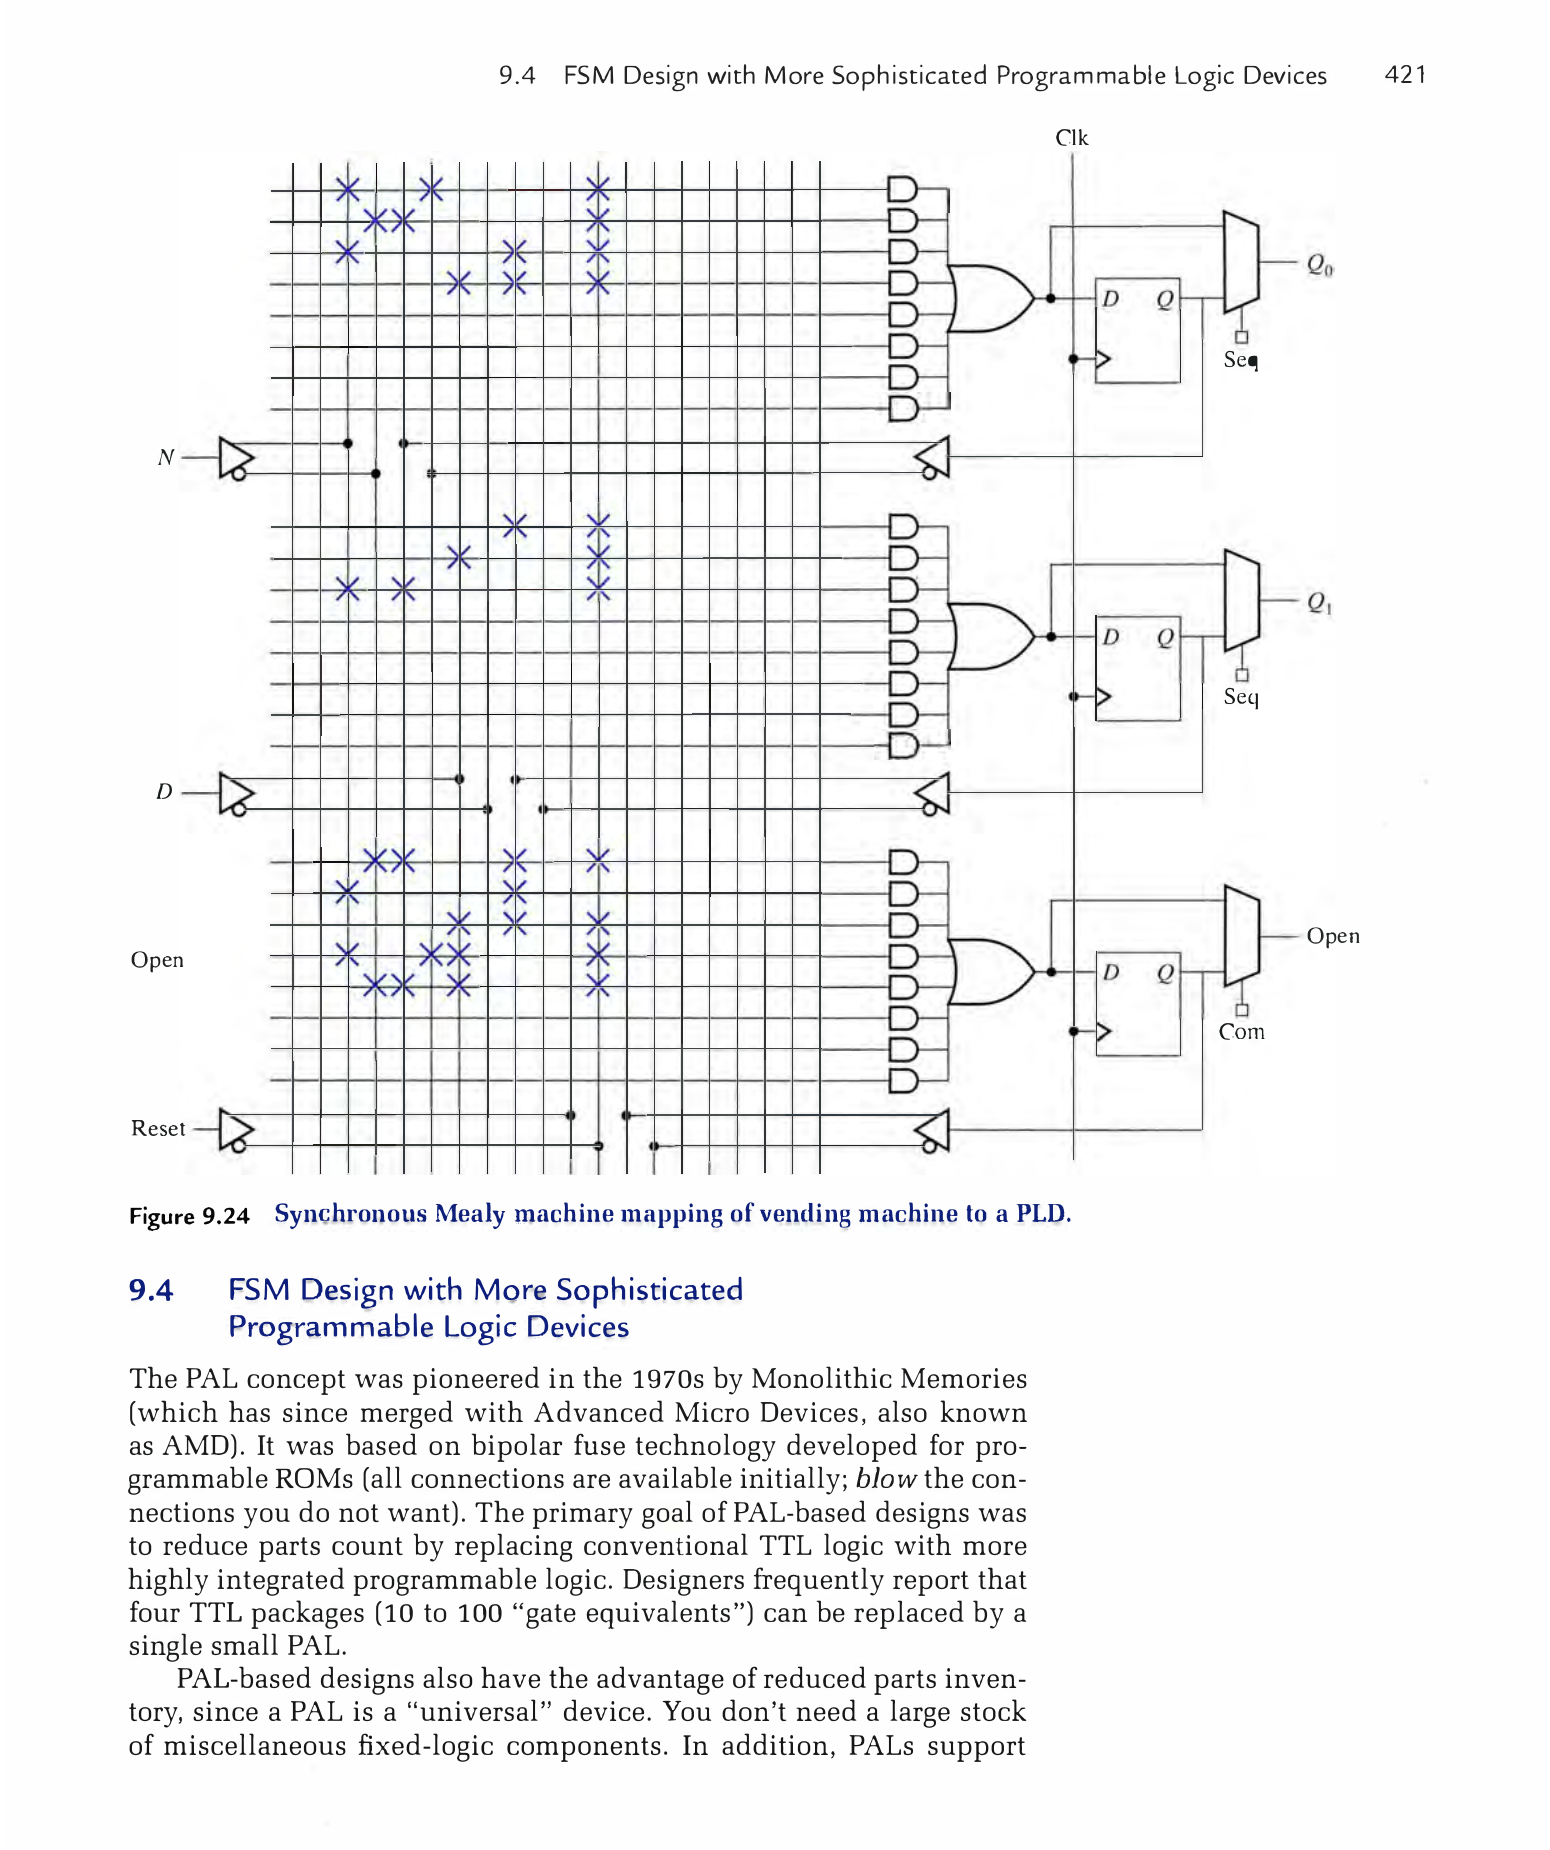 9.4 FSM Design with More Sophisticated Programmable Logic Devices 421
Clk
Q0
D Q
Seq
N
Q1
D Q
Seq
D
Open
Open
D Q
Com
Reset
Figure 9.24 Synchronous Mealy machine mapping of vending machine to a PLD.
9.4 FSM Design with More Sophisticated
Programmable Logic Devices
The PAL concept was pioneered in the 1970s by Monolithic Memories
(which has since merged with Advanced Micro Devices, also known
as AMD). It was based on bipolar fuse technology developed for pro-
grammable ROMs (all connections are available initially; blow the con-
nections you do not want). The primary goal of PAL-based designs was
to reduce parts count by replacing conventional TTL logic with more
highly integrated programmable logic. Designers frequently report that
four TTL packages (10 to 100 “gate equivalents”) can be replaced by a
single small PAL.
PAL-based designs also have the advantage of reduced parts inven-
tory, since a PAL is a “universal” device. You don’t need a large stock
of miscellaneous fixed-logic components. In addition, PALs support